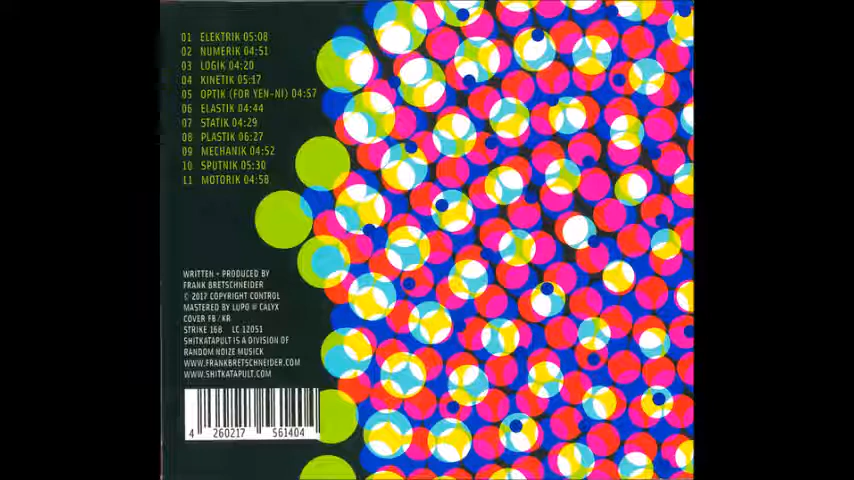 01 ELEKTRIK 05:08
02 NUMERIK 04:51
03 LOGIK 04:20
04 KINETIK 05:17
05 OPTIK (FOR YEN-NI) 04:57
06 ELASTIK 04:44
07 STATIK 04:29
08 PLASTIK 06:27
09 MECHANIK 04:52
10 SPUTNIK 05:30
11 MOTORIK 04:58
WRITTEN + PRODUCED BY
FRANK BRETSCHNEIDER
© 2017 COPYRIGHT CONTROL
MASTERED BY LUPO @ CALYX
COVER FB / KR
STRIKE 168 LC 12051
SHITKATAPULT IS A DIVISION OF
RANDOM NOIZE MUSICK
WWW.FRANKBRETSCHNEIDER.COM
WWW.SHITKATAPULT.COM
4 260217 561404